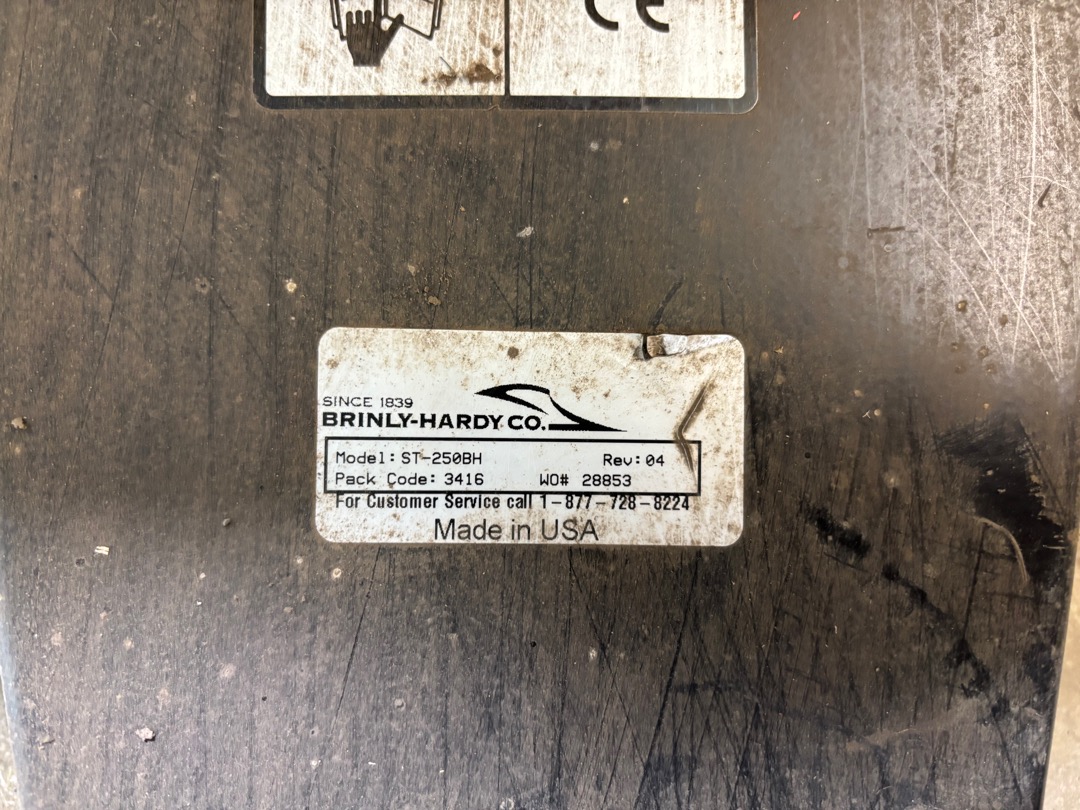 CE
SINCE 1839
BRINLY-HARDY CO.
Model: ST-250BH Rev: 04
Pack Code: 3416 WO# 28853
For Customer Service call 1-877-728-8224
Made in USA